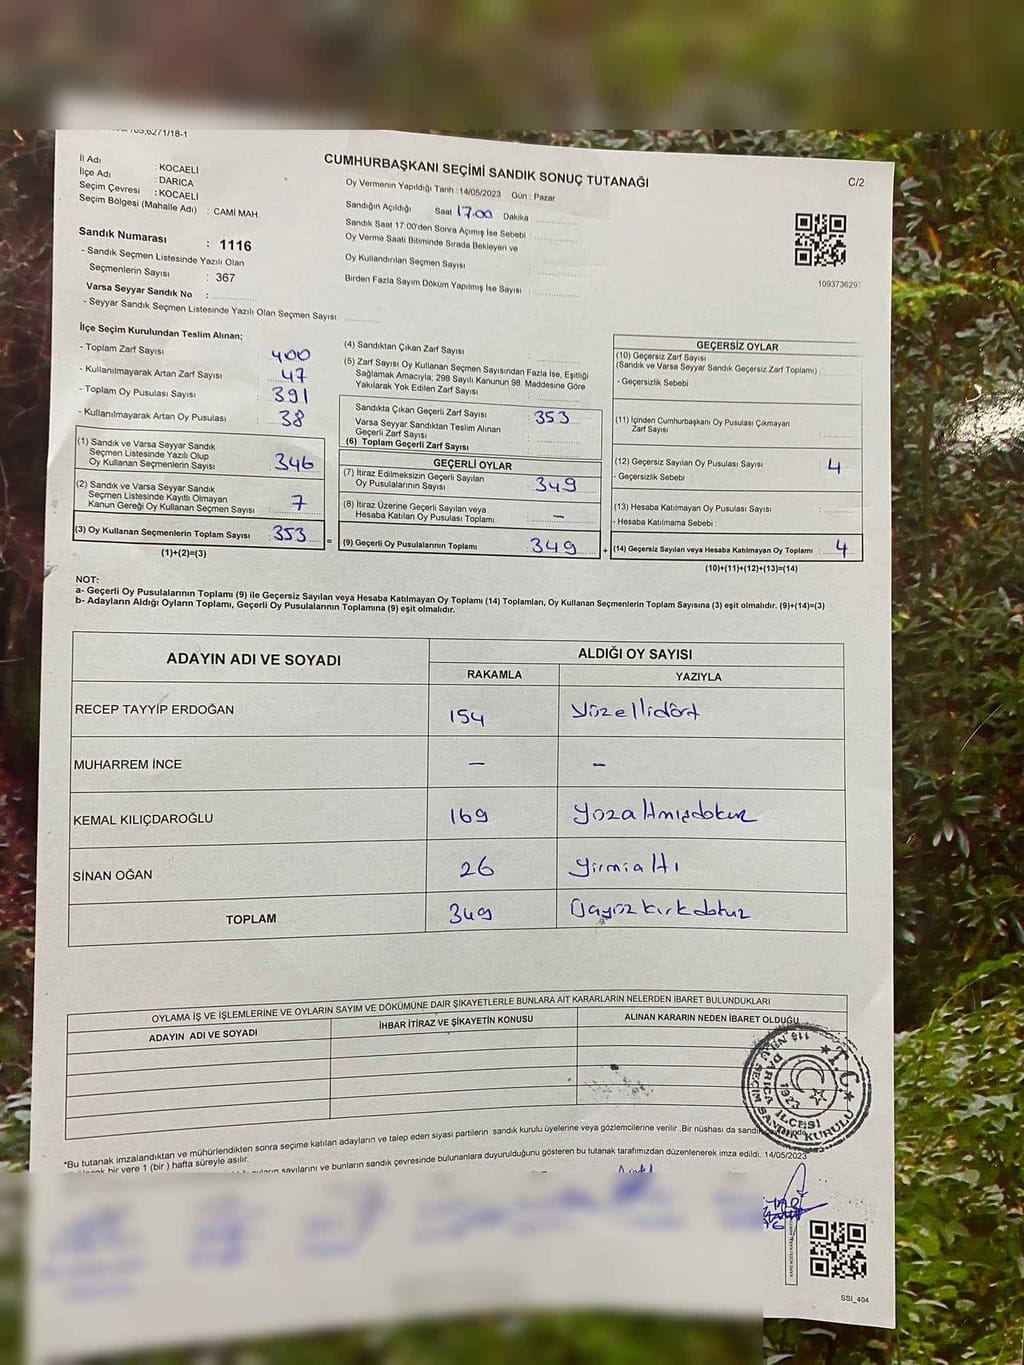 6271/18-1
CUMHURBAŞKANI SEÇİMİ SANDIK SONUÇ TUTANAĞI
C/2
İl Adı : KOCAELİ
İlçe Adı : DARICA
Seçim Çevresi : KOCAELİ
Seçim Bölgesi (Mahalle Adı) : CAMİ MAH.
Sandık Numarası : 1116
- Sandık Seçmen Listesinde Yazılı Olan
Seçmenlerin Sayısı : 367
Varsa Seyyar Sandık No :
- Seyyar Sandık Seçmen Listesinde Yazılı Olan Seçmen Sayısı
Oy Vermenin Yapıldığı Tarih : 14/05/2023 Gün : Pazar
Sandığın Açıldığı Saat 17.00 Dakika
Sandık Saat 17:00'den Sonra Açımış İse Sebebi :
Oy Verme Saati Bitiminde Sırada Bekleyen ve
Oy Kullandırılan Seçmen Sayısı
Birden Fazla Sayım Döküm Yapılmış İse Sayısı :
109373629
İlçe Seçim Kurulundan Teslim Alınan;
- Toplam Zarf Sayısı : 400
- Kullanılmayarak Artan Zarf Sayısı : 47
- Toplam Oy Pusulası Sayısı : 391
- Kullanılmayarak Artan Oy Pusulası : 38
(1) Sandık ve Varsa Seyyar Sandık
Seçmen Listesinde Yazılı Olup
Oy Kullanan Seçmenlerin Sayısı : 346
(2) Sandık ve Varsa Seyyar Sandık
Seçmen Listesinde Kayıtlı Olmayan
Kanun Gereği Oy Kullanan Seçmen Sayısı : 7
(3) Oy Kullanan Seçmenlerin Toplam Sayısı : 353
(1)+(2)=(3)
(4) Sandıktan Çıkan Zarf Sayısı
(5) Zarf Sayısı Oy Kullanan Seçmen Sayısından Fazla İse, Eşitliği
Sağlamak Amacıyla; 298 Sayılı Kanunun 98. Maddesine Göre
Yakılarak Yok Edilen Zarf Sayısı
Sandıkta Çıkan Geçerli Zarf Sayısı : 353
Varsa Seyyar Sandıktan Teslim Alınan
Geçerli Zarf Sayısı
(6) Toplam Geçerli Zarf Sayısı
GEÇERLİ OYLAR
(7) İtiraz Edilmeksizin Geçerli Sayılan
Oy Pusulalarının Sayısı : 349
(8) İtiraz Üzerine Geçerli Sayılan veya
Hesaba Katılan Oy Pusulası Toplamı : –
= (9) Geçerli Oy Pusulalarının Toplamı : 349
GEÇERSİZ OYLAR
(10) Geçersiz Zarf Sayısı
(Sandık ve Varsa Seyyar Sandık Geçersiz Zarf Toplamı)
- Geçersizlik Sebebi
(11) İçinden Cumhurbaşkanı Oy Pusulası Çıkmayan
Zarf Sayısı
(12) Geçersiz Sayılan Oy Pusulası Sayısı : 4
- Geçersizlik Sebebi
(13) Hesaba Katılmayan Oy Pusulası Sayısı
- Hesaba Katılmama Sebebi :
+ (14) Geçersiz Sayılan veya Hesaba Katılmayan Oy Toplamı : 4
(10)+(11)+(12)+(13)=(14)
NOT:
a- Geçerli Oy Pusulalarının Toplamı (9) ile Geçersiz Sayılan veya Hesaba Katılmayan Oy Toplamı (14) Toplamları, Oy Kullanan Seçmenlerin Toplam Sayısına (3) eşit olmalıdır. (9)+(14)=(3)
b- Adayların Aldığı Oyların Toplamı, Geçerli Oy Pusulalarının Toplamına (9) eşit olmalıdır.
ADAYIN ADI VE SOYADI ALDIĞI OY SAYISI
RAKAMLA YAZIYLA
RECEP TAYYİP ERDOĞAN 154 Yüzellidört
MUHARREM İNCE – –
KEMAL KILIÇDAROĞLU 169 Yüzaltmışdokuz
SİNAN OĞAN 26 Yirmialtı
TOPLAM 349 Üçyüzkırkdokuz
OYLAMA İŞ VE İŞLEMLERİNE VE OYLARIN SAYIM VE DÖKÜMÜNE DAİR ŞİKAYETLERLE BUNLARA AİT KARARLARIN NELERDEN İBARET BULUNDUKLARI
ADAYIN ADI VE SOYADI İHBAR İTİRAZ VE ŞİKAYETİN KONUSU ALINAN KARARIN NEDEN İBARET OLDUĞU
T.C. DARICA İLÇESİ SEÇİM SANDIK KURULU 1923
*Bu tutanak imzalandıktan ve mühürlendikten sonra seçime katılan adayların ve talep eden siyasi partilerin sandık kurulu üyelerine veya gözlemcilerine verilir. Bir nüshası da
bir yere 1 (bir) hafta süreyle asılır.
sayılarını ve bunların sandık çevresinde bulunanlara duyurulduğunu gösteren bu tutanak tarafımızdan düzenlenerek imza edildi. 14/05/2023
SSİ_404